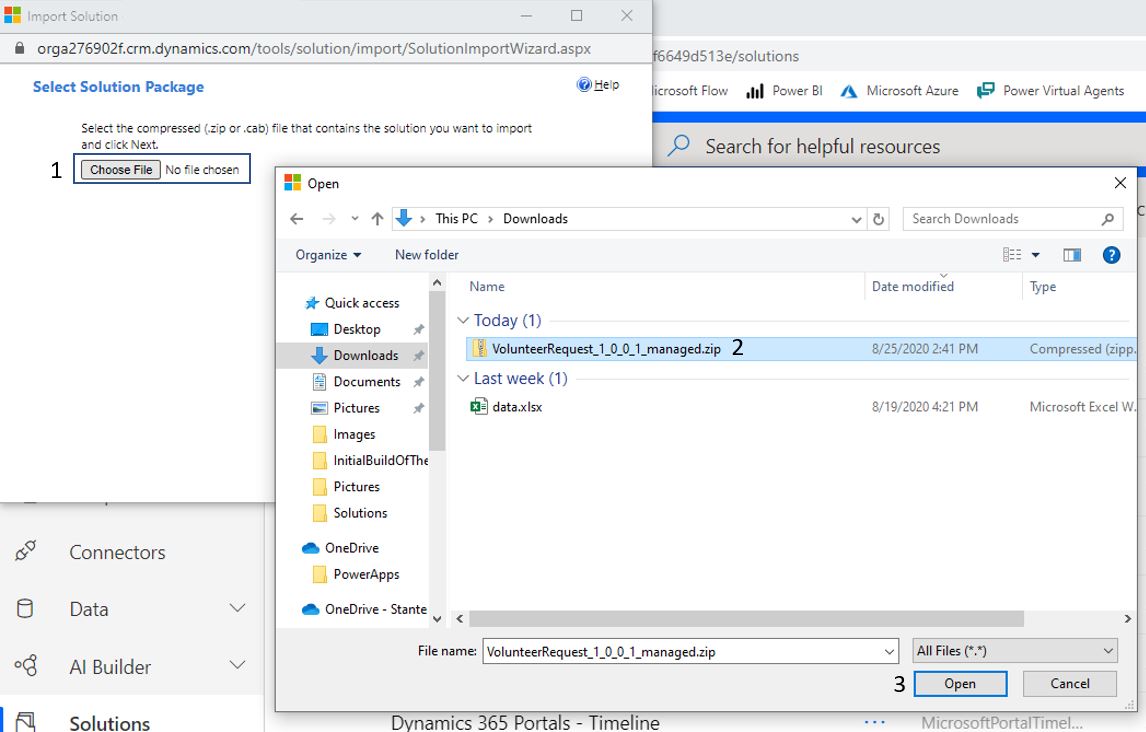 Import Solution
orga276902f.crm.dynamics.com/tools/solution/import/SolutionImportWizard.aspx
f6649d513e/solutions
Select Solution Package
Help
icrosoft Flow
Power BI
Microsoft Azure
Power Virtual Agents
Select the compressed (.zip or .cab) file that contains the solution you want to import
and click Next.
1
Choose File No file chosen
Search for helpful resources
Open
This PC > Downloads
Search Downloads
Organize
New folder
Name
Date modified
Type
Quick access
Desktop
Downloads
Documents
Pictures
Images
InitialBuildOfThe
Pictures
Solutions
OneDrive
PowerApps
OneDrive - Stante
Today (1)
VolunteerRequest_1_0_0_1_managed.zip 2 8/25/2020 2:41 PM Compressed (zipp.
Last week (1)
data.xlsx 8/19/2020 4:21 PM Microsoft Excel W.
File name: VolunteerRequest_1_0_0_1_managed.zip
All Files (*.*)
3
Open
Cancel
Connectors
Data
AI Builder
Solutions
Dynamics 365 Portals - Timeline
MicrosoftPortalTimel...